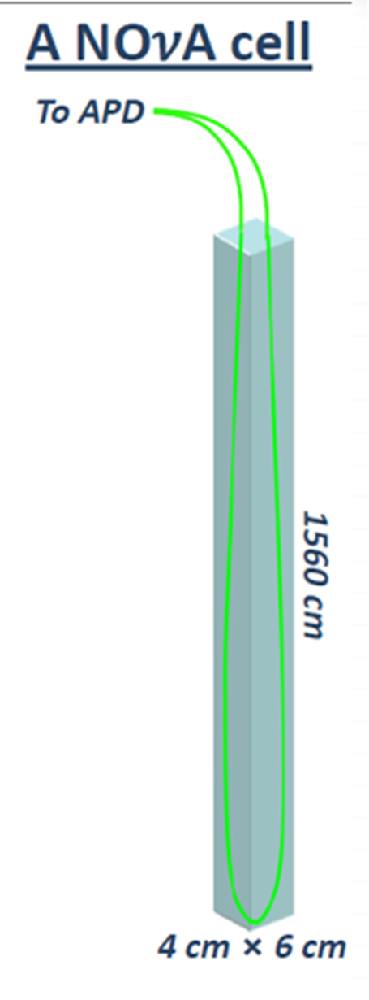 A NOνA cell
To APD
1560 cm
4 cm × 6 cm